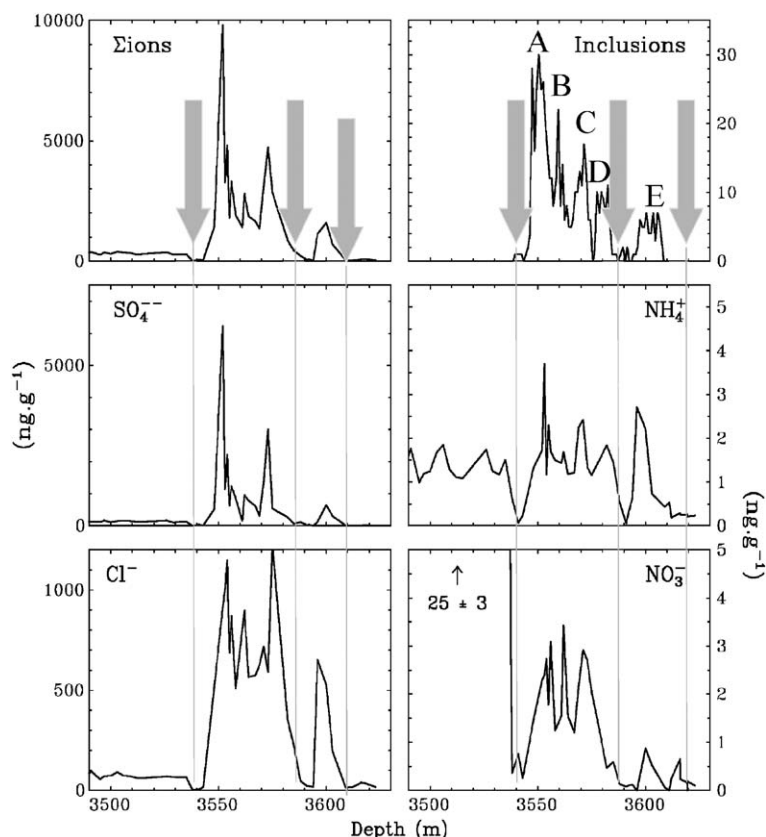 Σions
10000
5000
0
Inclusions
A
B
C
D
E
30
20
10
0
SO₄⁻⁻
5000
0
(ng.g⁻¹)
NH₄⁺
5
4
3
2
1
0
(ng.g⁻¹)
Cl⁻
1000
500
0
3500 3550 3600
NO₃⁻
↑
25 ± 3
5
4
3
2
1
0
3500 3550 3600
Depth (m)